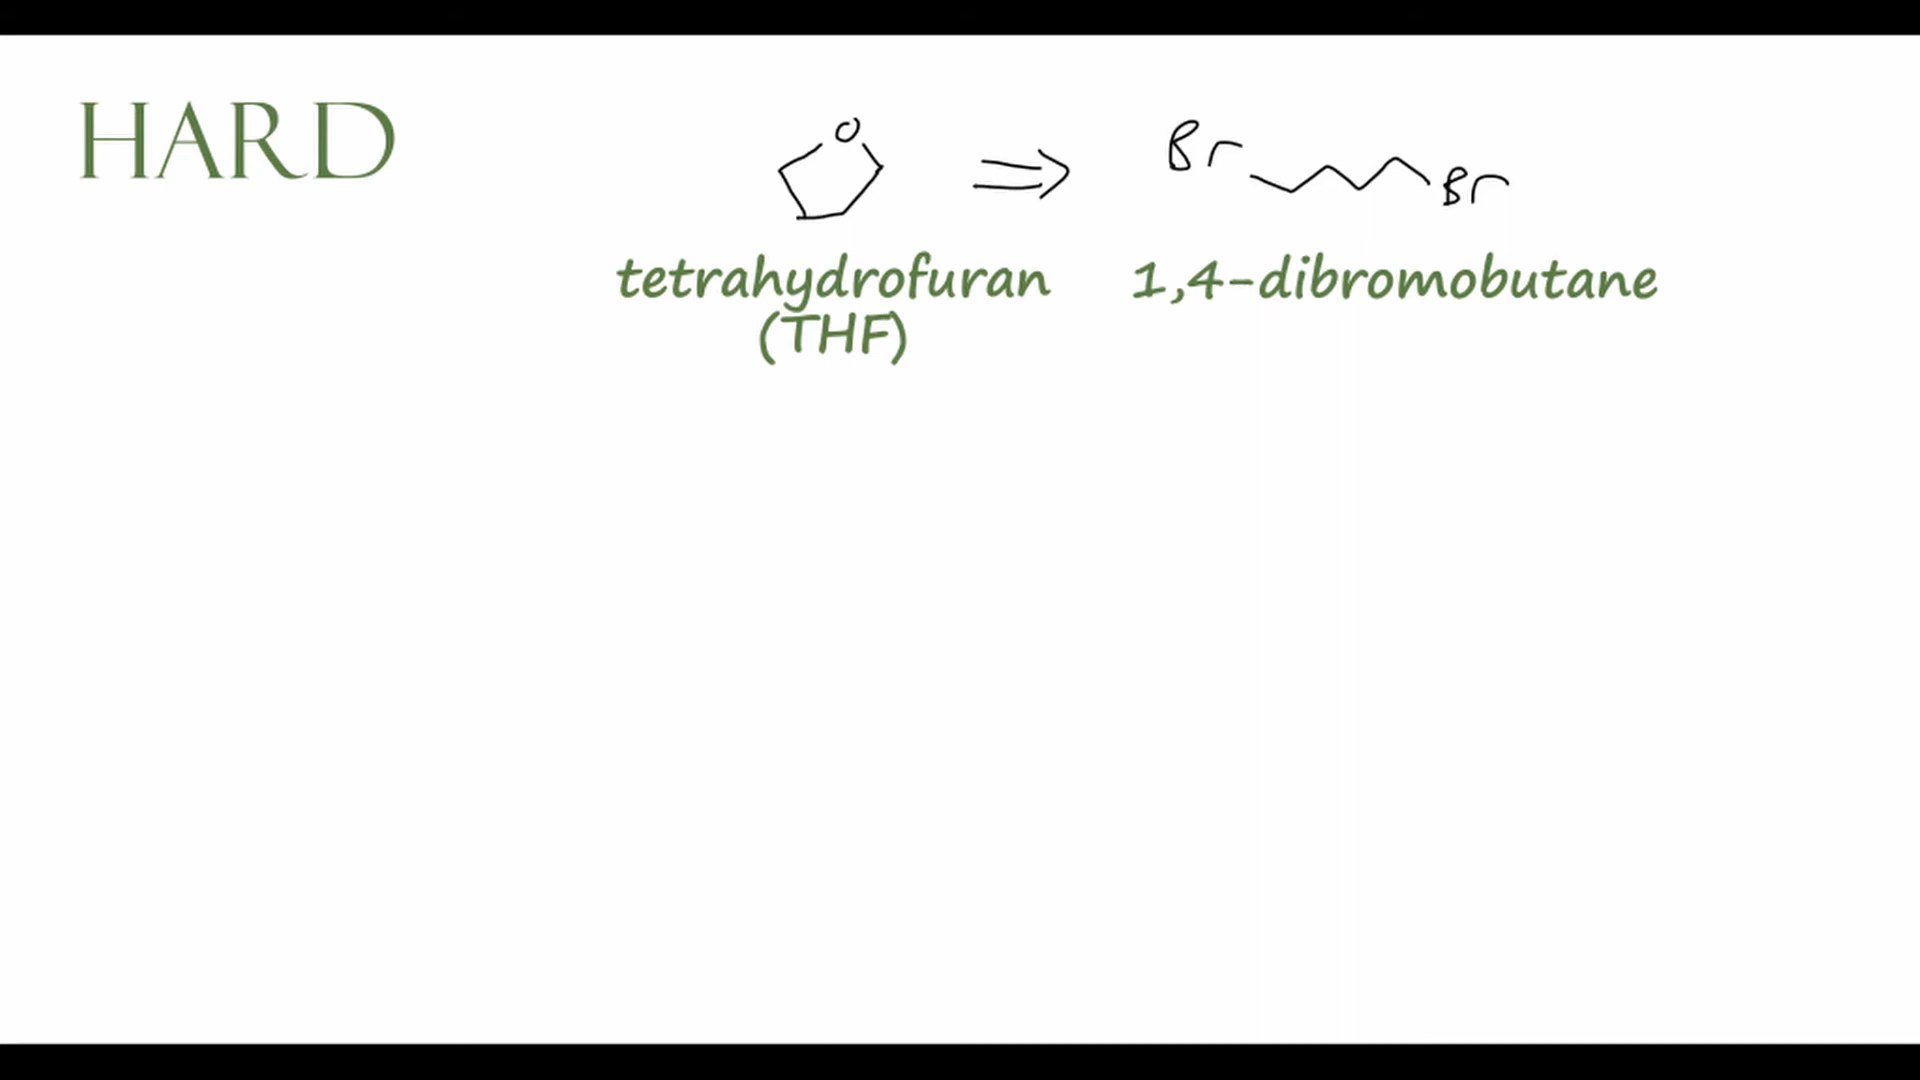 HARD
O
Br
Br
tetrahydrofuran
(THF)
1,4-dibromobutane